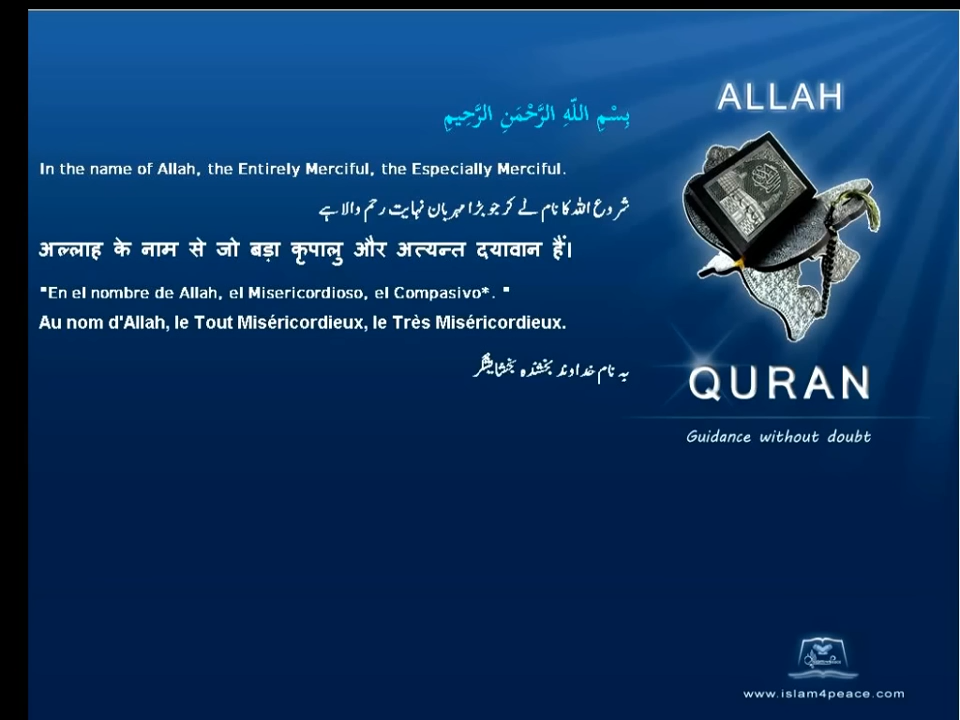 بِسْمِ اللَّهِ الرَّحْمَنِ الرَّحِيمِ
In the name of Allah, the Entirely Merciful, the Especially Merciful.
شروع الله کا نام لے کر جو بڑا مہربان نہایت رحم والا ہے
अल्लाह के नाम से जो बड़ा कृपालु और अत्यन्त दयावान हैं।
"En el nombre de Allah, el Misericordioso, el Compasivo*. "
Au nom d'Allah, le Tout Miséricordieux, le Très Miséricordieux.
به نام خداوند بخشنده بخشایشگر
ALLAH
QURAN
Guidance without doubt
www.islam4peace.com